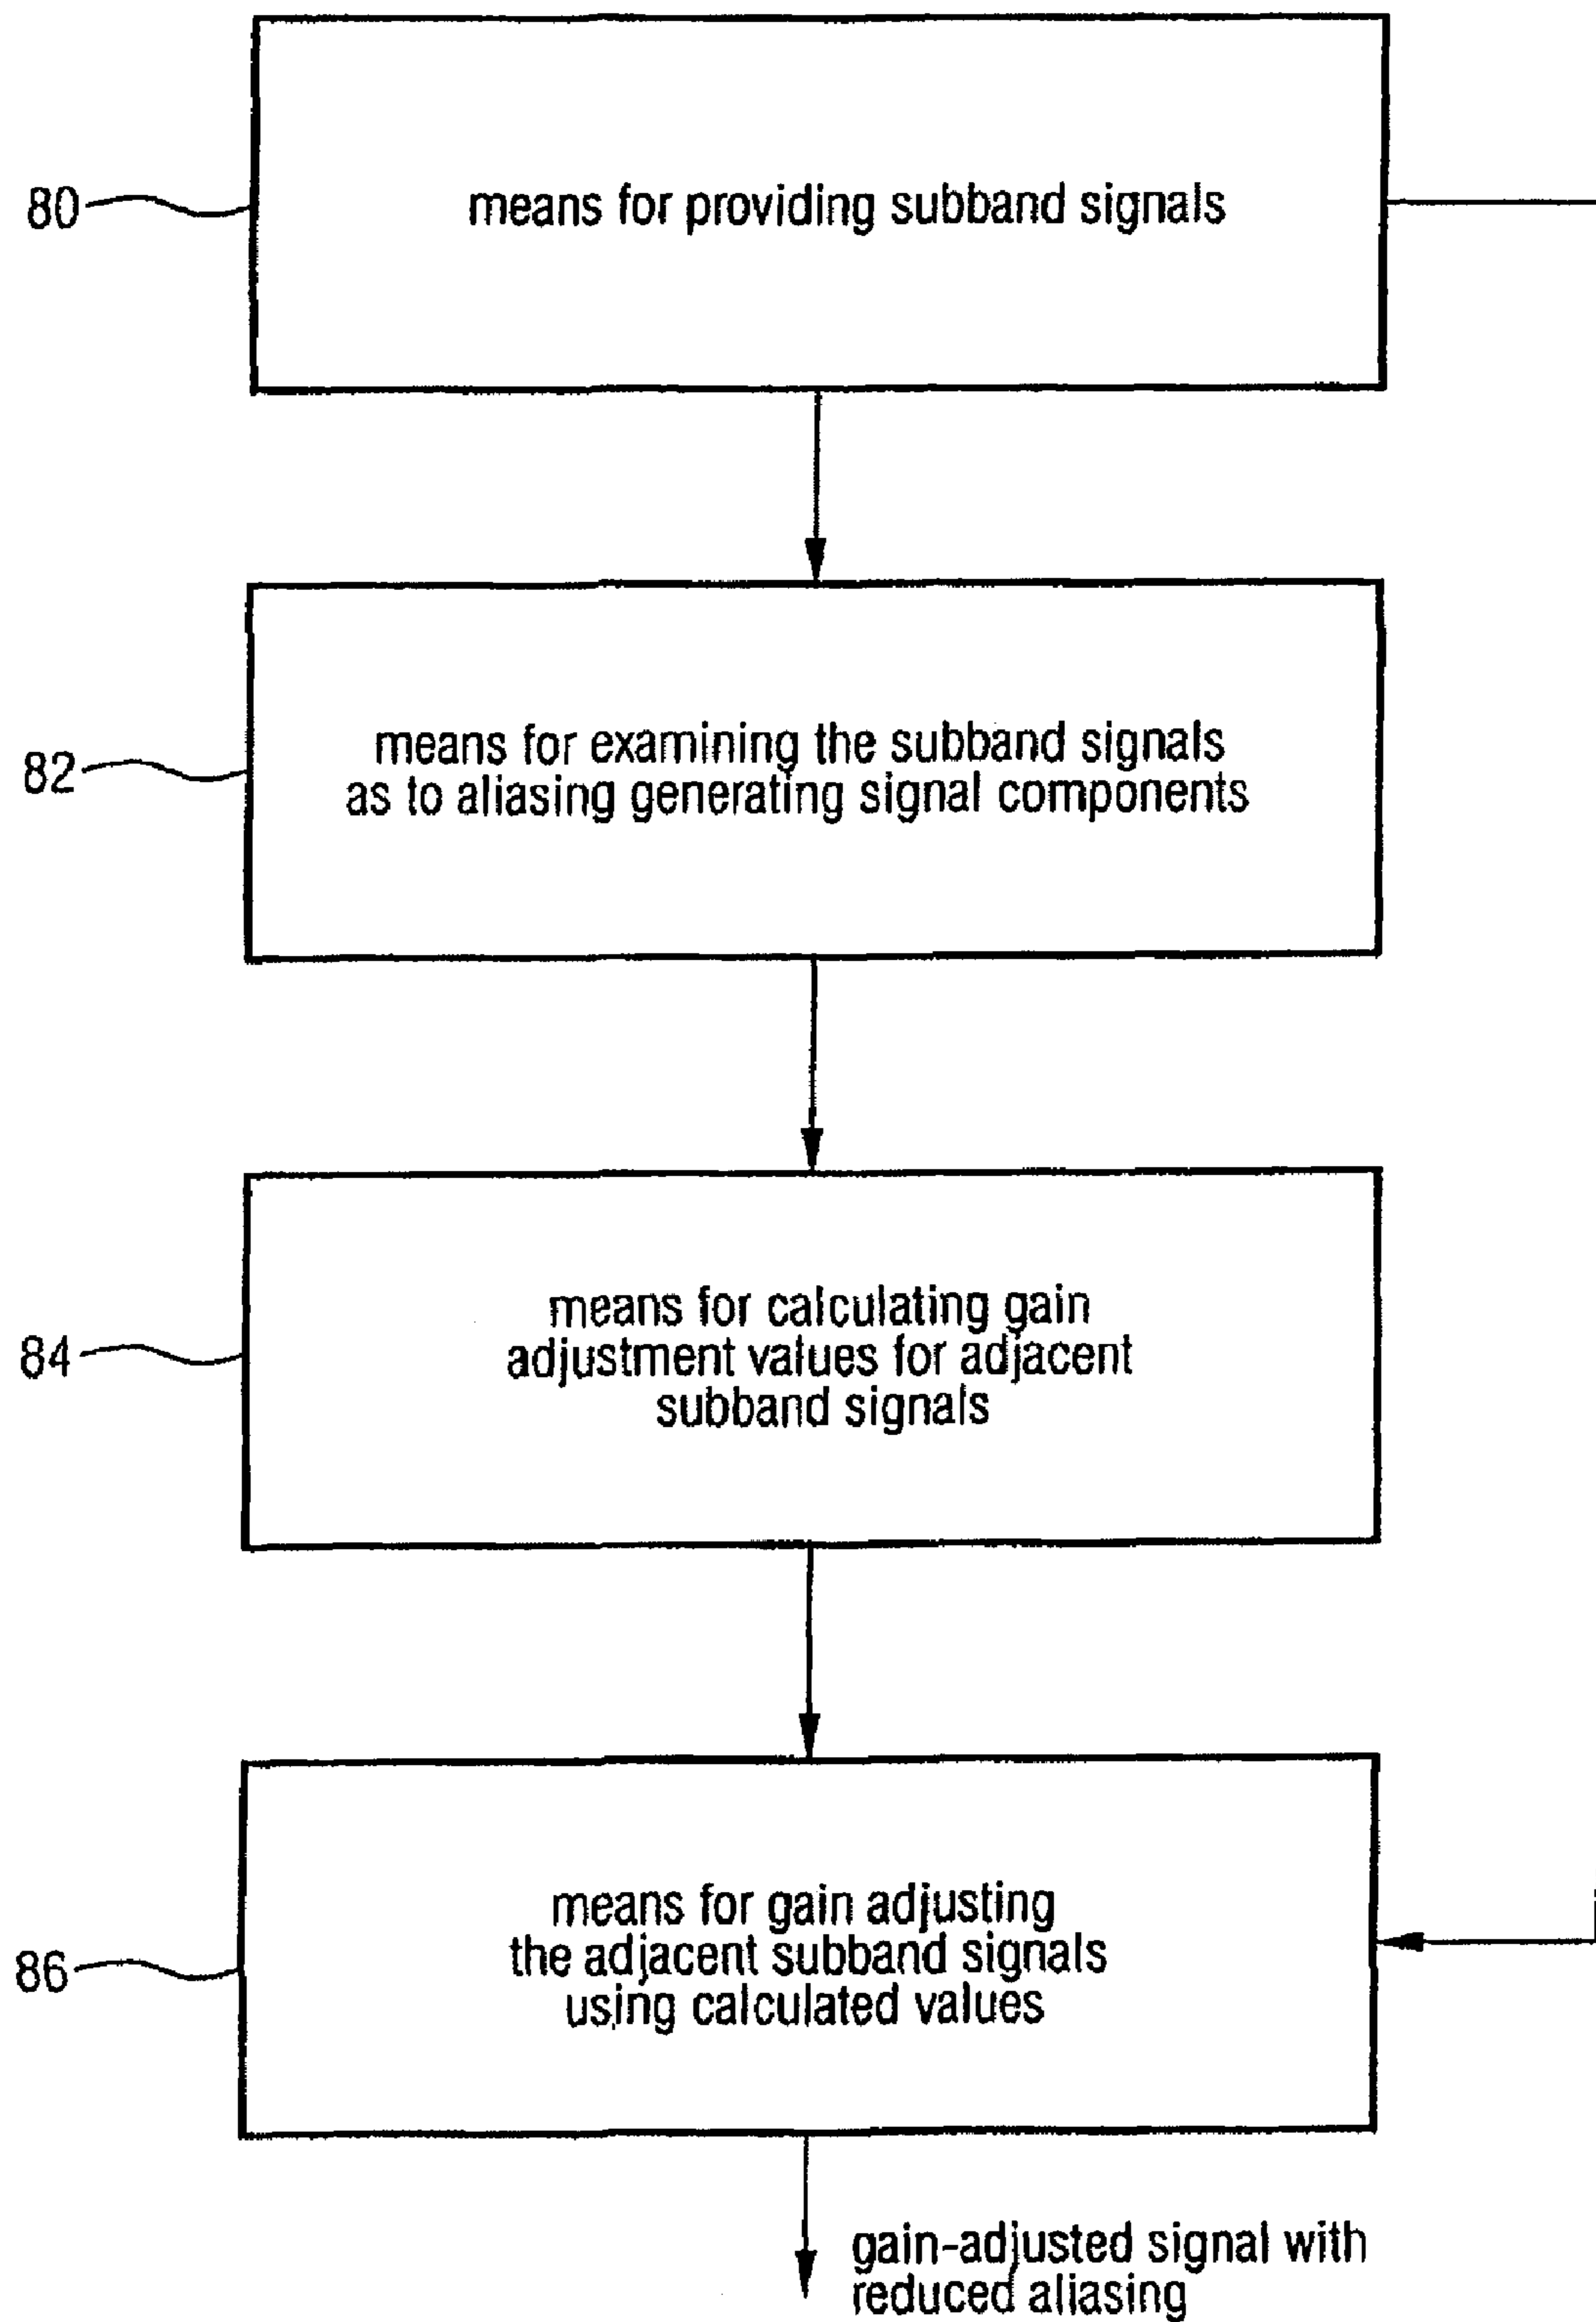 80
means for providing subband signals
82
means for examining the subband signals
as to aliasing generating signal components
84
means for calculating gain
adjustment values for adjacent
subband signals
86
means for gain adjusting
the adjacent subband signals
using calculated values
gain-adjusted signal with
reduced aliasing